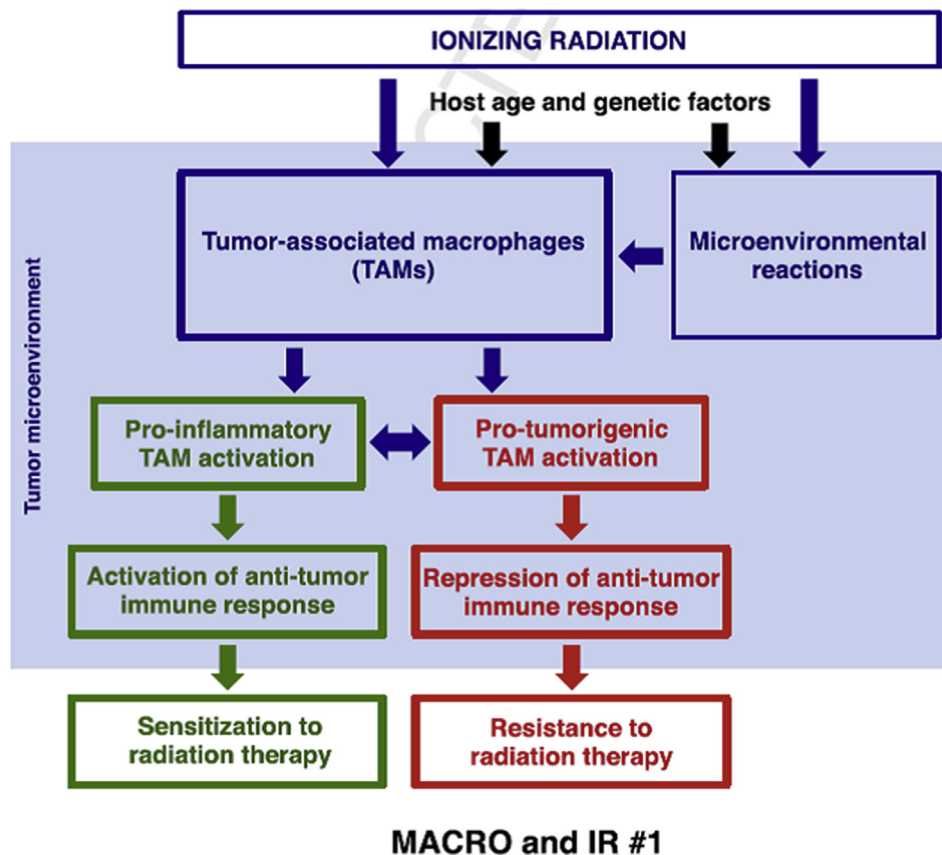 IONIZING RADIATION
Host age and genetic factors
Tumor-associated macrophages
(TAMs)
Microenvironmental
reactions
Tumor microenvironment
Pro-inflammatory
TAM activation
Pro-tumorigenic
TAM activation
Activation of anti-tumor
immune response
Repression of anti-tumor
immune response
Sensitization to
radiation therapy
Resistance to
radiation therapy
MACRO and IR #1